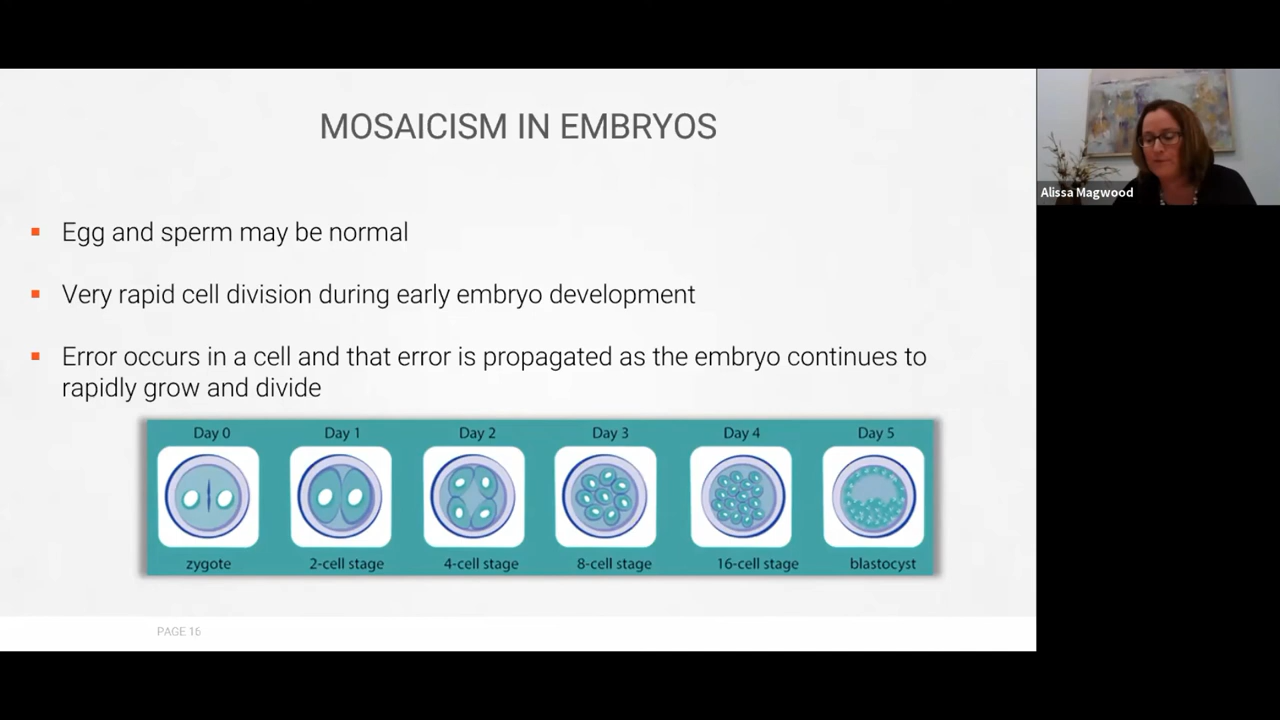 MOSAICISM IN EMBRYOS
Alissa Magwood
Egg and sperm may be normal
Very rapid cell division during early embryo development
Error occurs in a cell and that error is propagated as the embryo continues to
rapidly grow and divide
Day 0 Day 1 Day 2 Day 3 Day 4 Day 5
zygote 2-cell stage 4-cell stage 8-cell stage 16-cell stage blastocyst
PAGE 16